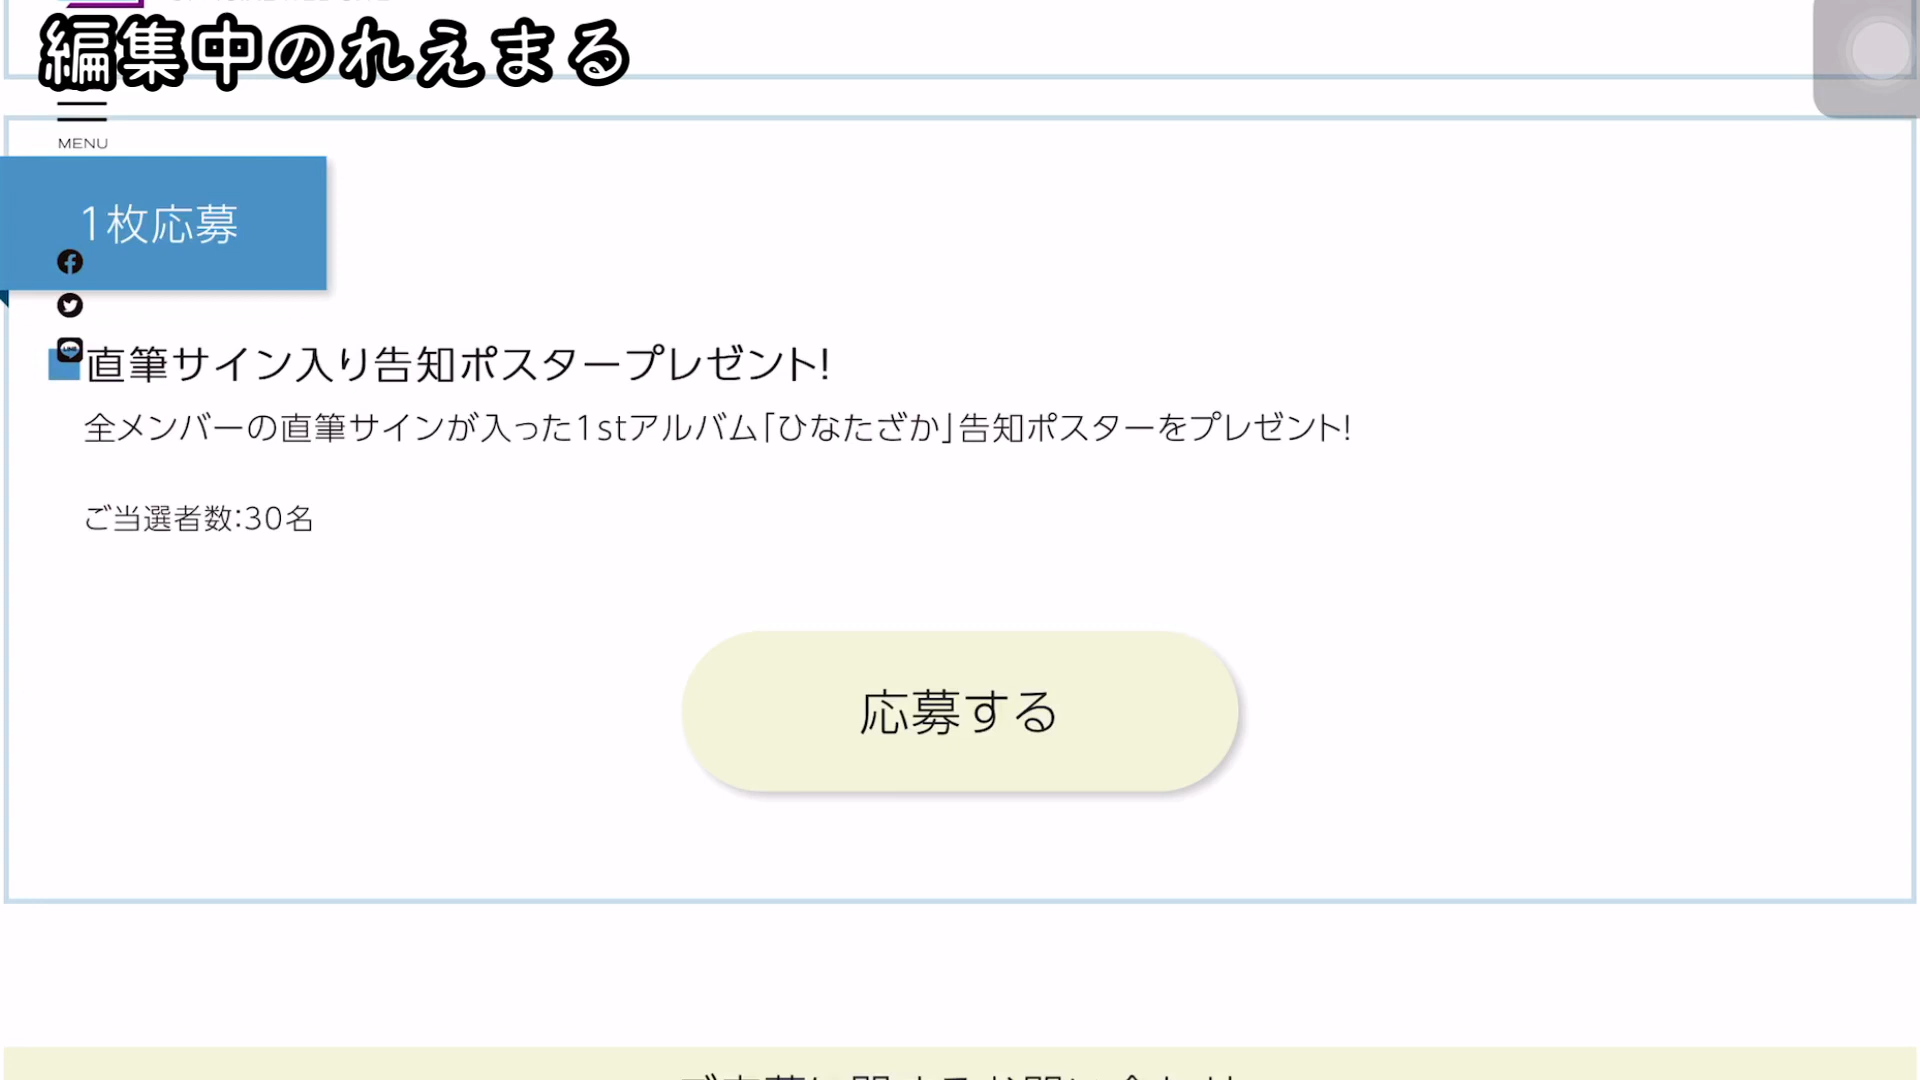 編集中のれえまる
MENU
1枚応募
直筆サイン入り告知ポスタープレゼント!
全メンバーの直筆サインが入った1stアルバム「ひなたざか」告知ポスターをプレゼント!
ご当選者数:30名
応募する